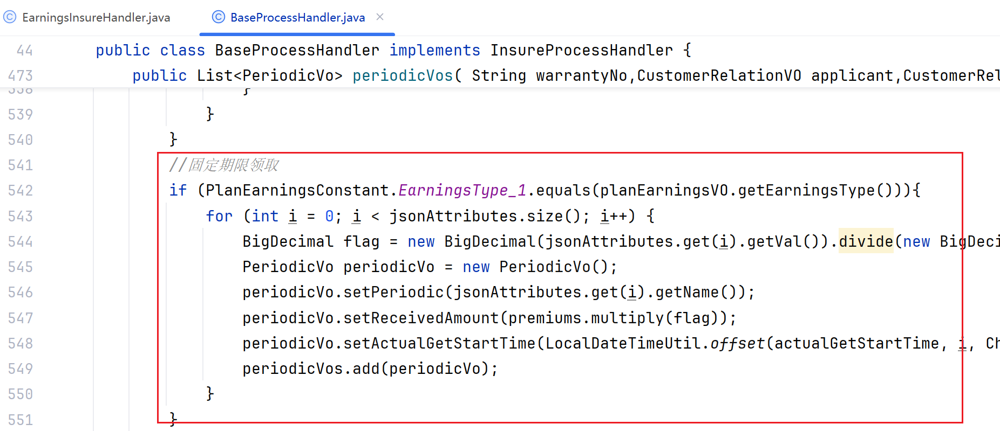 EarningsInsureHandler.java
BaseProcessHandler.java
44 public class BaseProcessHandler implements InsureProcessHandler {
473 public List<PeriodicVo> periodicVos( String warrantyNo,CustomerRelationVO applicant,CustomerRel
538 }
539 }
540 }
541 //固定期限领取
542 if (PlanEarningsConstant.EarningsType_1.equals(planEarningsVO.getEarningsType())){
543 for (int i = 0; i < jsonAttributes.size(); i++) {
544 BigDecimal flag = new BigDecimal(jsonAttributes.get(i).getVal()).divide(new BigDeci
545 PeriodicVo periodicVo = new PeriodicVo();
546 periodicVo.setPeriodic(jsonAttributes.get(i).getName());
547 periodicVo.setReceivedAmount(premiums.multiply(flag));
548 periodicVo.setActualGetStartTime(LocalDateTimeUtil.offset(actualGetStartTime, i, Ch
549 periodicVos.add(periodicVo);
550 }
551 }